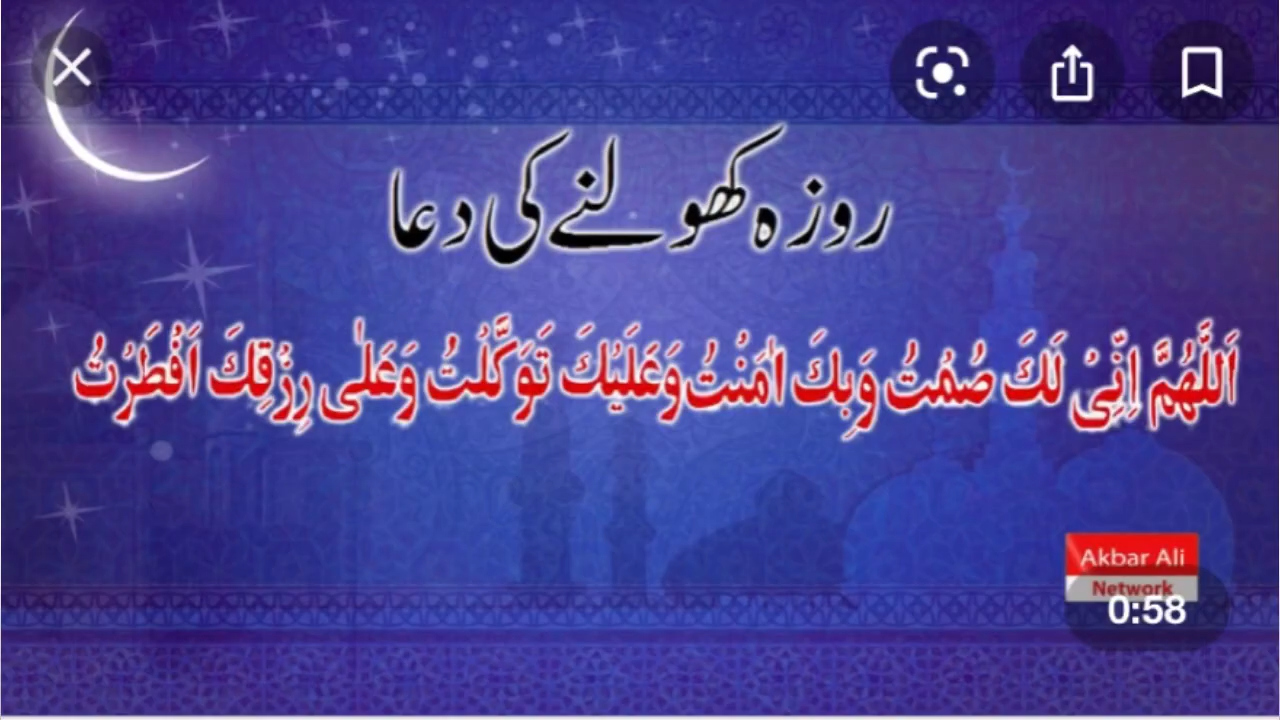 روزہ کھولنے کی دعا
اَللَّهُمَّ اِنِّیْ لَكَ صُمْتُ وَبِكَ اٰمَنْتُ وَعَلَيْكَ تَوَكَّلْتُ وَعَلٰى رِزْقِكَ اَفْطَرْتُ
Akbar Ali
Network
0:58